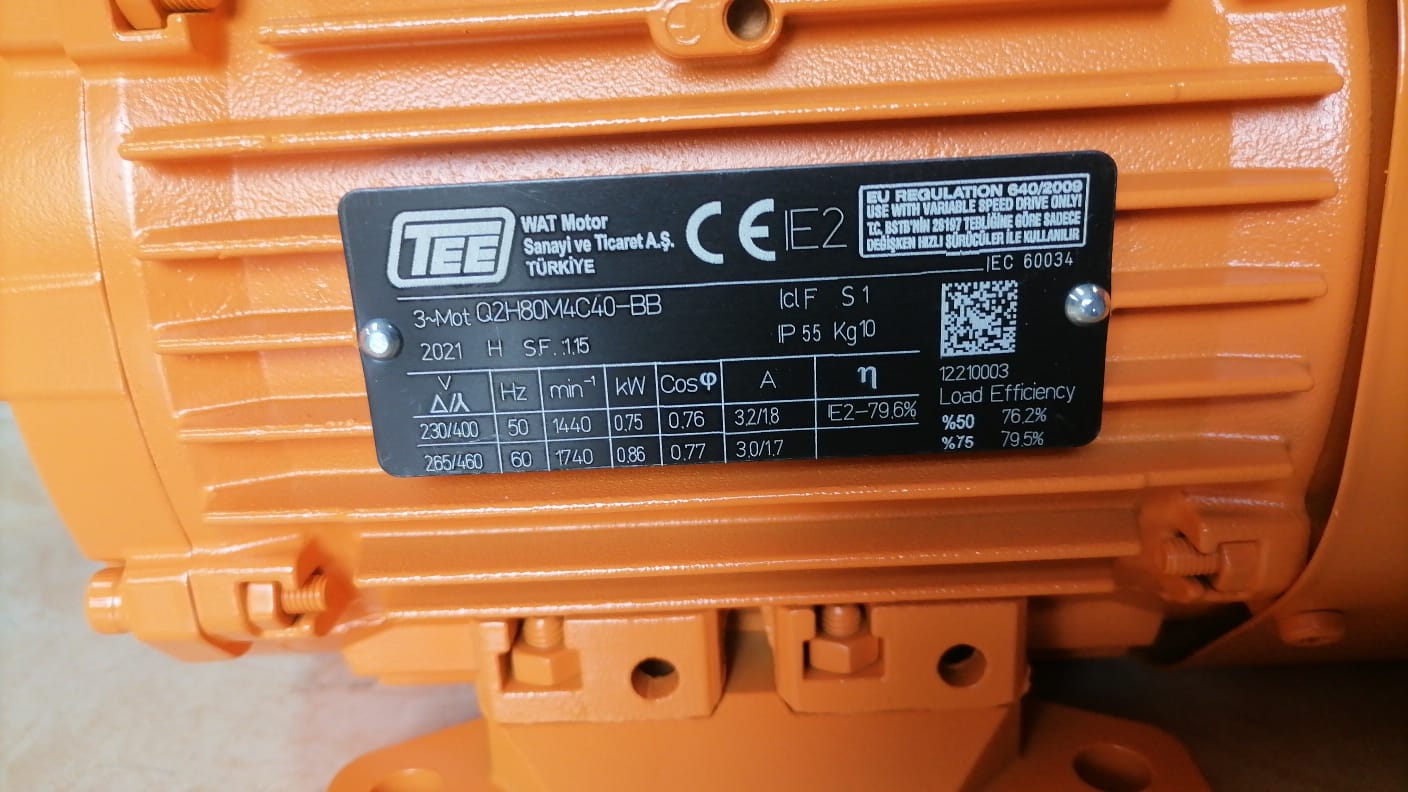 TEE
WAT Motor
Sanayi ve Ticaret A.Ş.
TÜRKİYE
CE IE2
EU REGULATION 640/2009
USE WITH VARIABLE SPEED DRIVE ONLY!
T.C. BSTB'NİN 28197 TEBLİĞİNE GÖRE SADECE
DEĞİŞKEN HIZLI SÜRÜCÜLER İLE KULLANILIR
IEC 60034
3~Mot Q2H80M4C40-BB Icl F S 1
2021 H S.F. :1.15 IP 55 Kg 10
V Δ/⅄ Hz min⁻¹ kW Cosφ A η
230/400 50 1440 0.75 0.76 3,2/1.8 IE2-79,6%
265/460 60 1740 0,86 0.77 3.0/1.7
12210003
Load Efficiency
%50 76,2%
%75 79.5%